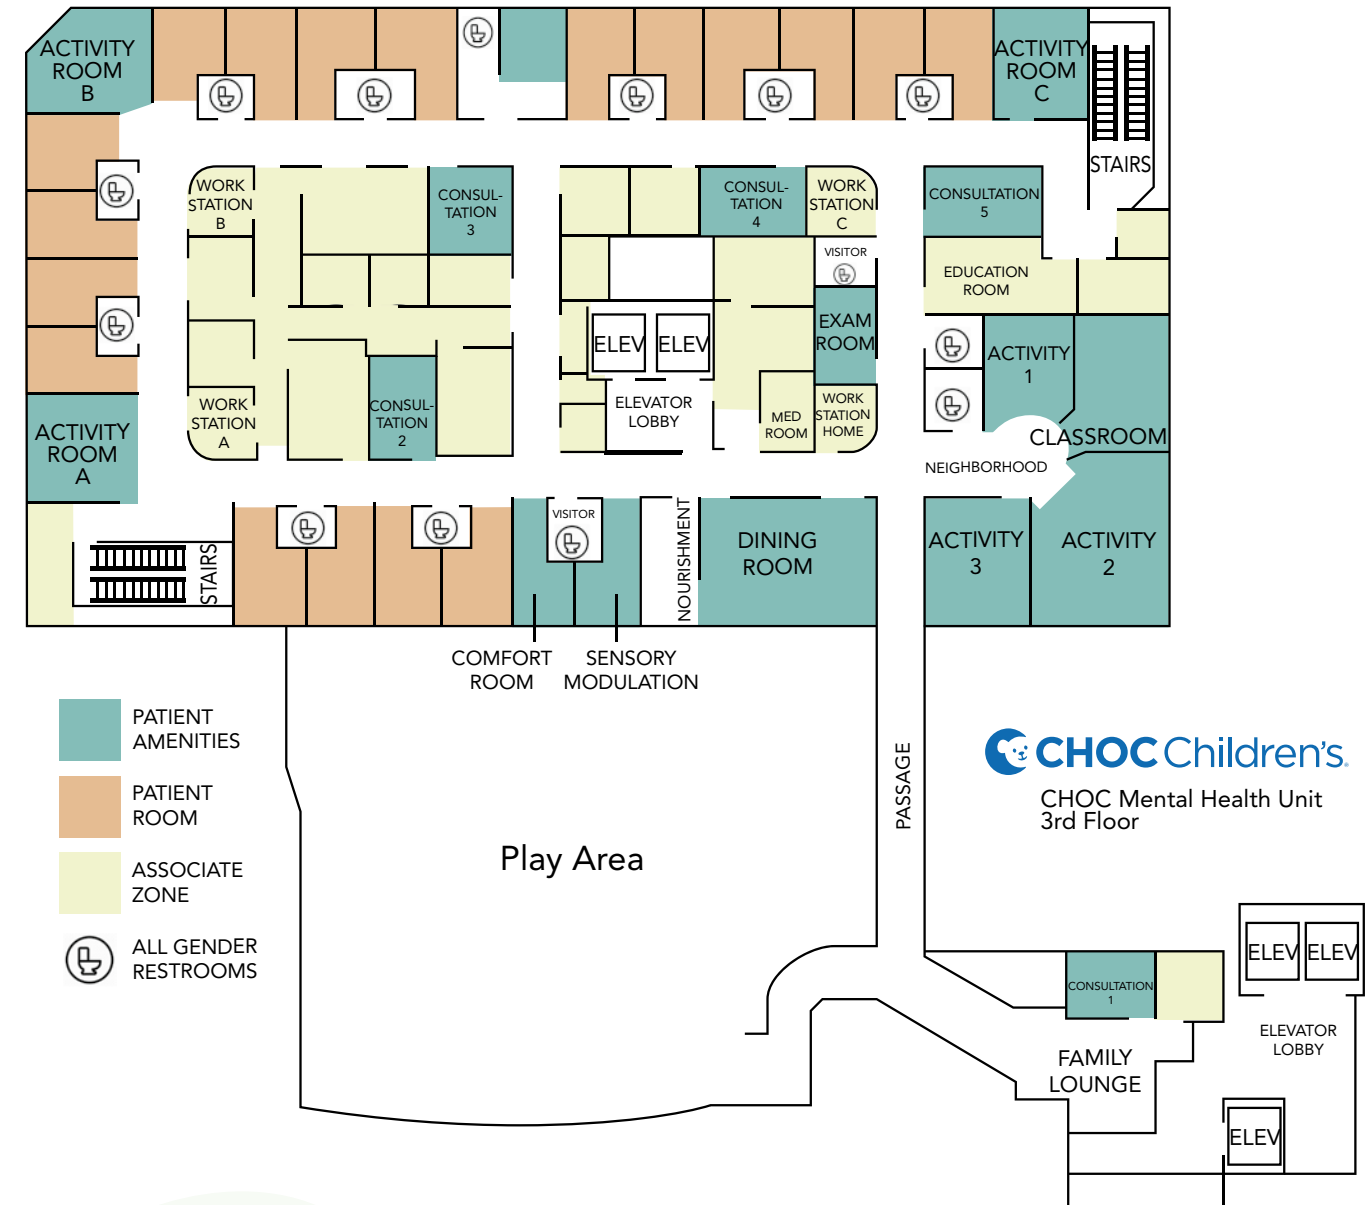 ACTIVITY
ROOM
B
ACTIVITY
ROOM
C
STAIRS
WORK
STATION
B
CONSUL-
TATION
3
CONSUL-
TATION
4
WORK
STATION
C
CONSULTATION
5
VISITOR
EDUCATION
ROOM
EXAM
ROOM
ELEV
ELEV
ACTIVITY
1
ELEVATOR
LOBBY
WORK
STATION
A
CONSUL-
TATION
2
MED
ROOM
WORK
STATION
HOME
ACTIVITY
ROOM
A
CLASSROOM
NEIGHBORHOOD
STAIRS
VISITOR
NOURISHMENT
DINING
ROOM
ACTIVITY
3
ACTIVITY
2
COMFORT
ROOM
SENSORY
MODULATION
PATIENT
AMENITIES
PATIENT
ROOM
ASSOCIATE
ZONE
ALL GENDER
RESTROOMS
Play Area
PASSAGE
CHOC Children's®
CHOC Mental Health Unit
3rd Floor
ELEV
ELEV
CONSULTATION
1
ELEVATOR
LOBBY
FAMILY
LOUNGE
ELEV